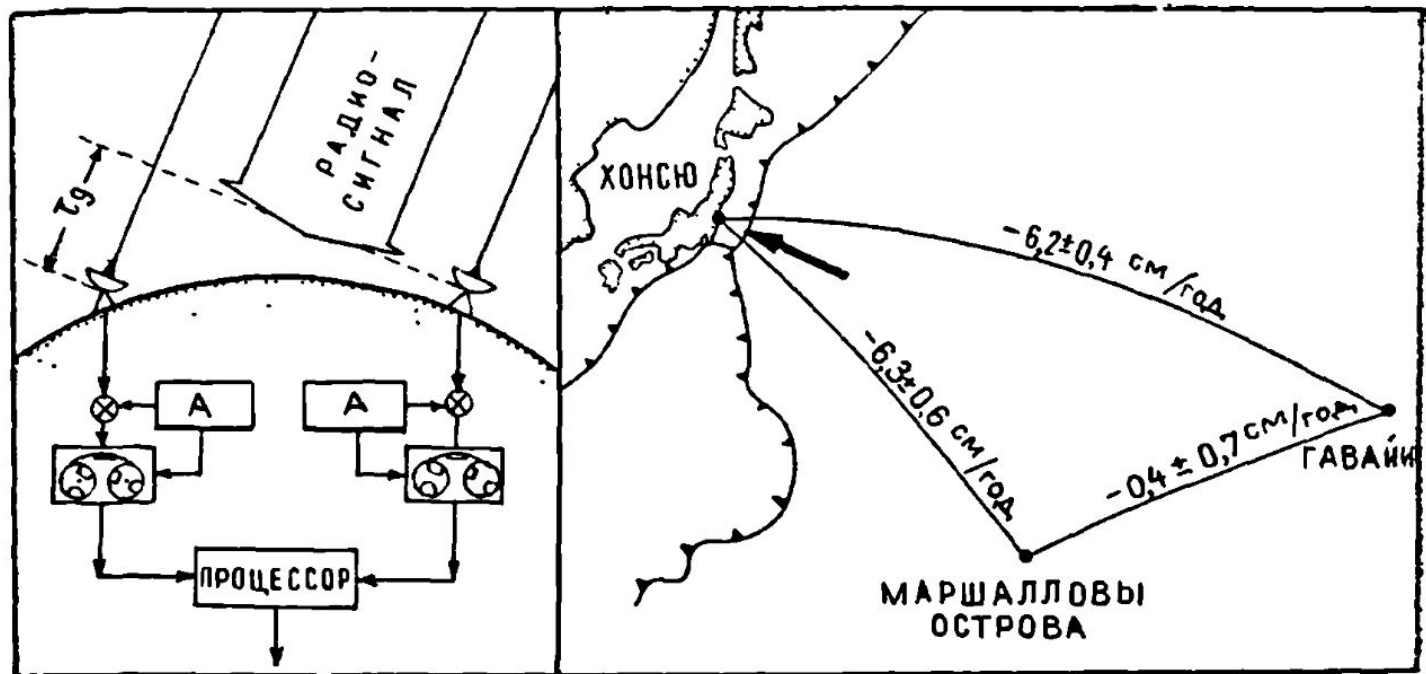 РАДИО-
СИГНАЛ
τg
А
А
ПРОЦЕССОР
ХОНСЮ
-6,2±0,4 см/год
-6,3±0,6 см/год
-0,4±0,7 см/год
ГАВАЙИ
МАРШАЛЛОВЫ
ОСТРОВА